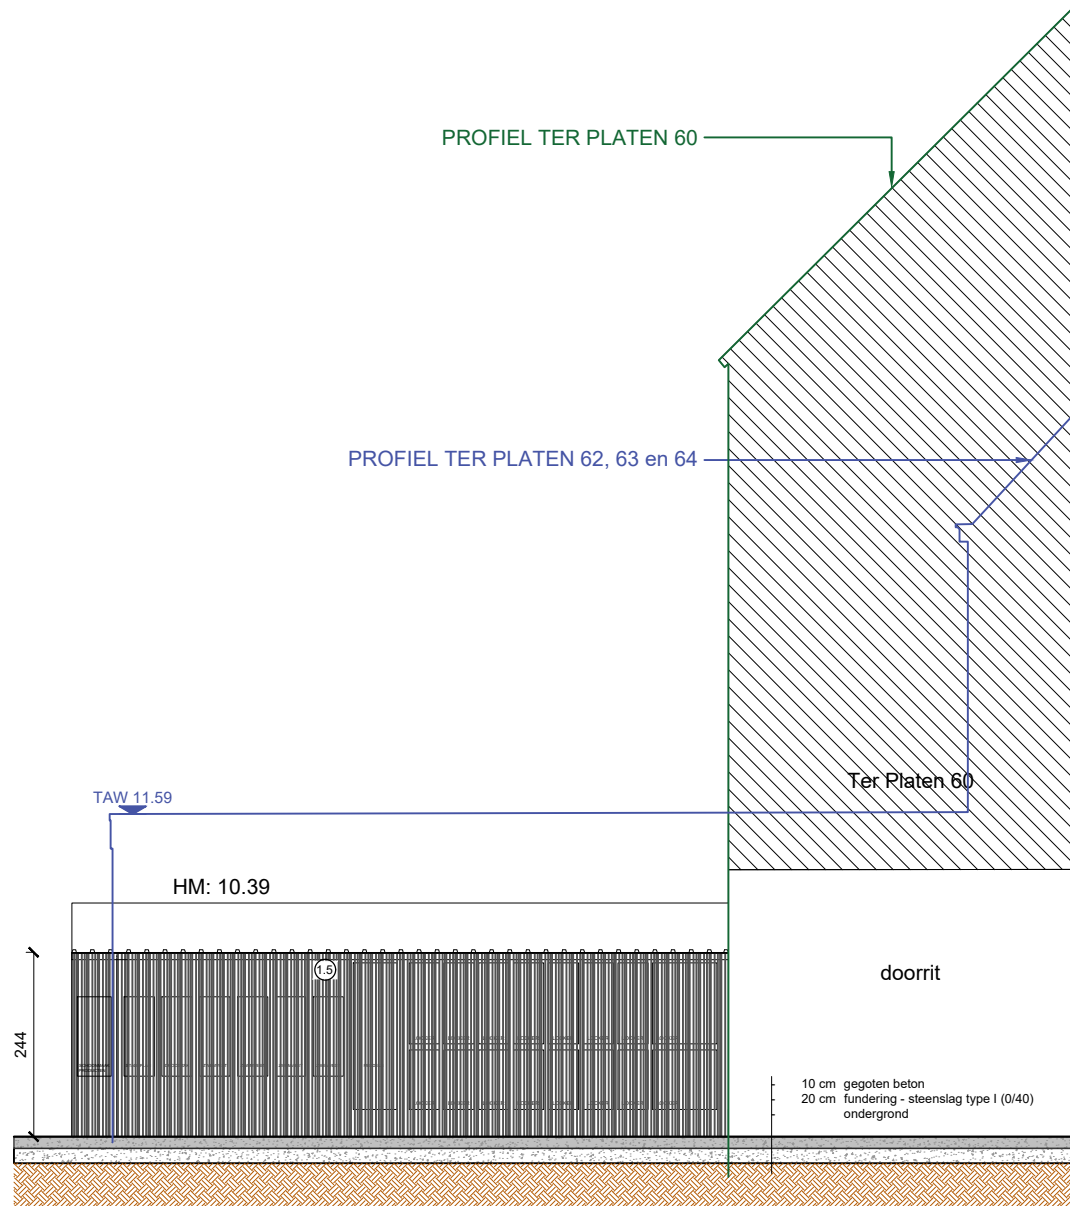 PROFIEL TER PLATEN 60
PROFIEL TER PLATEN 62, 63 en 64
Ter Platen 60
TAW 11.59
HM: 10.39
1.5
doorrit
244
10 cm gegoten beton
20 cm fundering - steenslag type I (0/40)
ondergrond